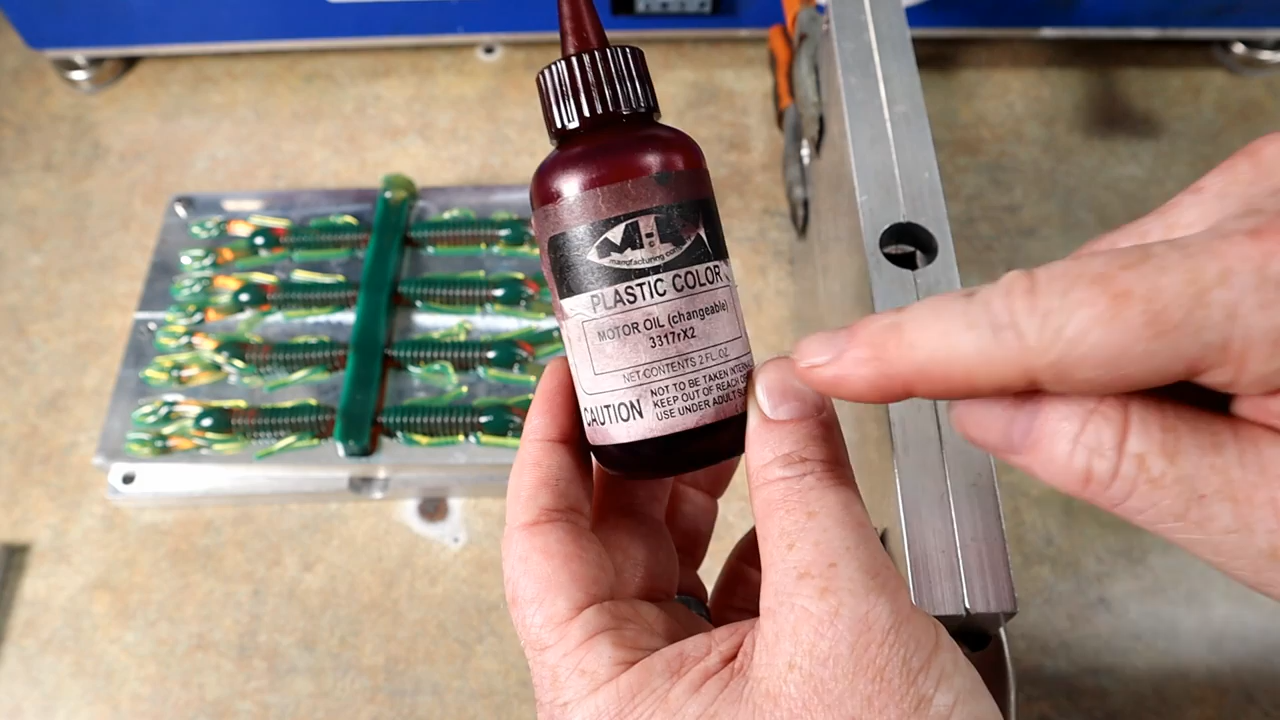 M-F
manufacturing co
PLASTIC COLOR
MOTOR OIL (changeable)
3317rX2
NET CONTENTS 2 FL. OZ
CAUTION
NOT TO BE TAKEN
KEEP OUT OF REACH
USE UNDER ADULT